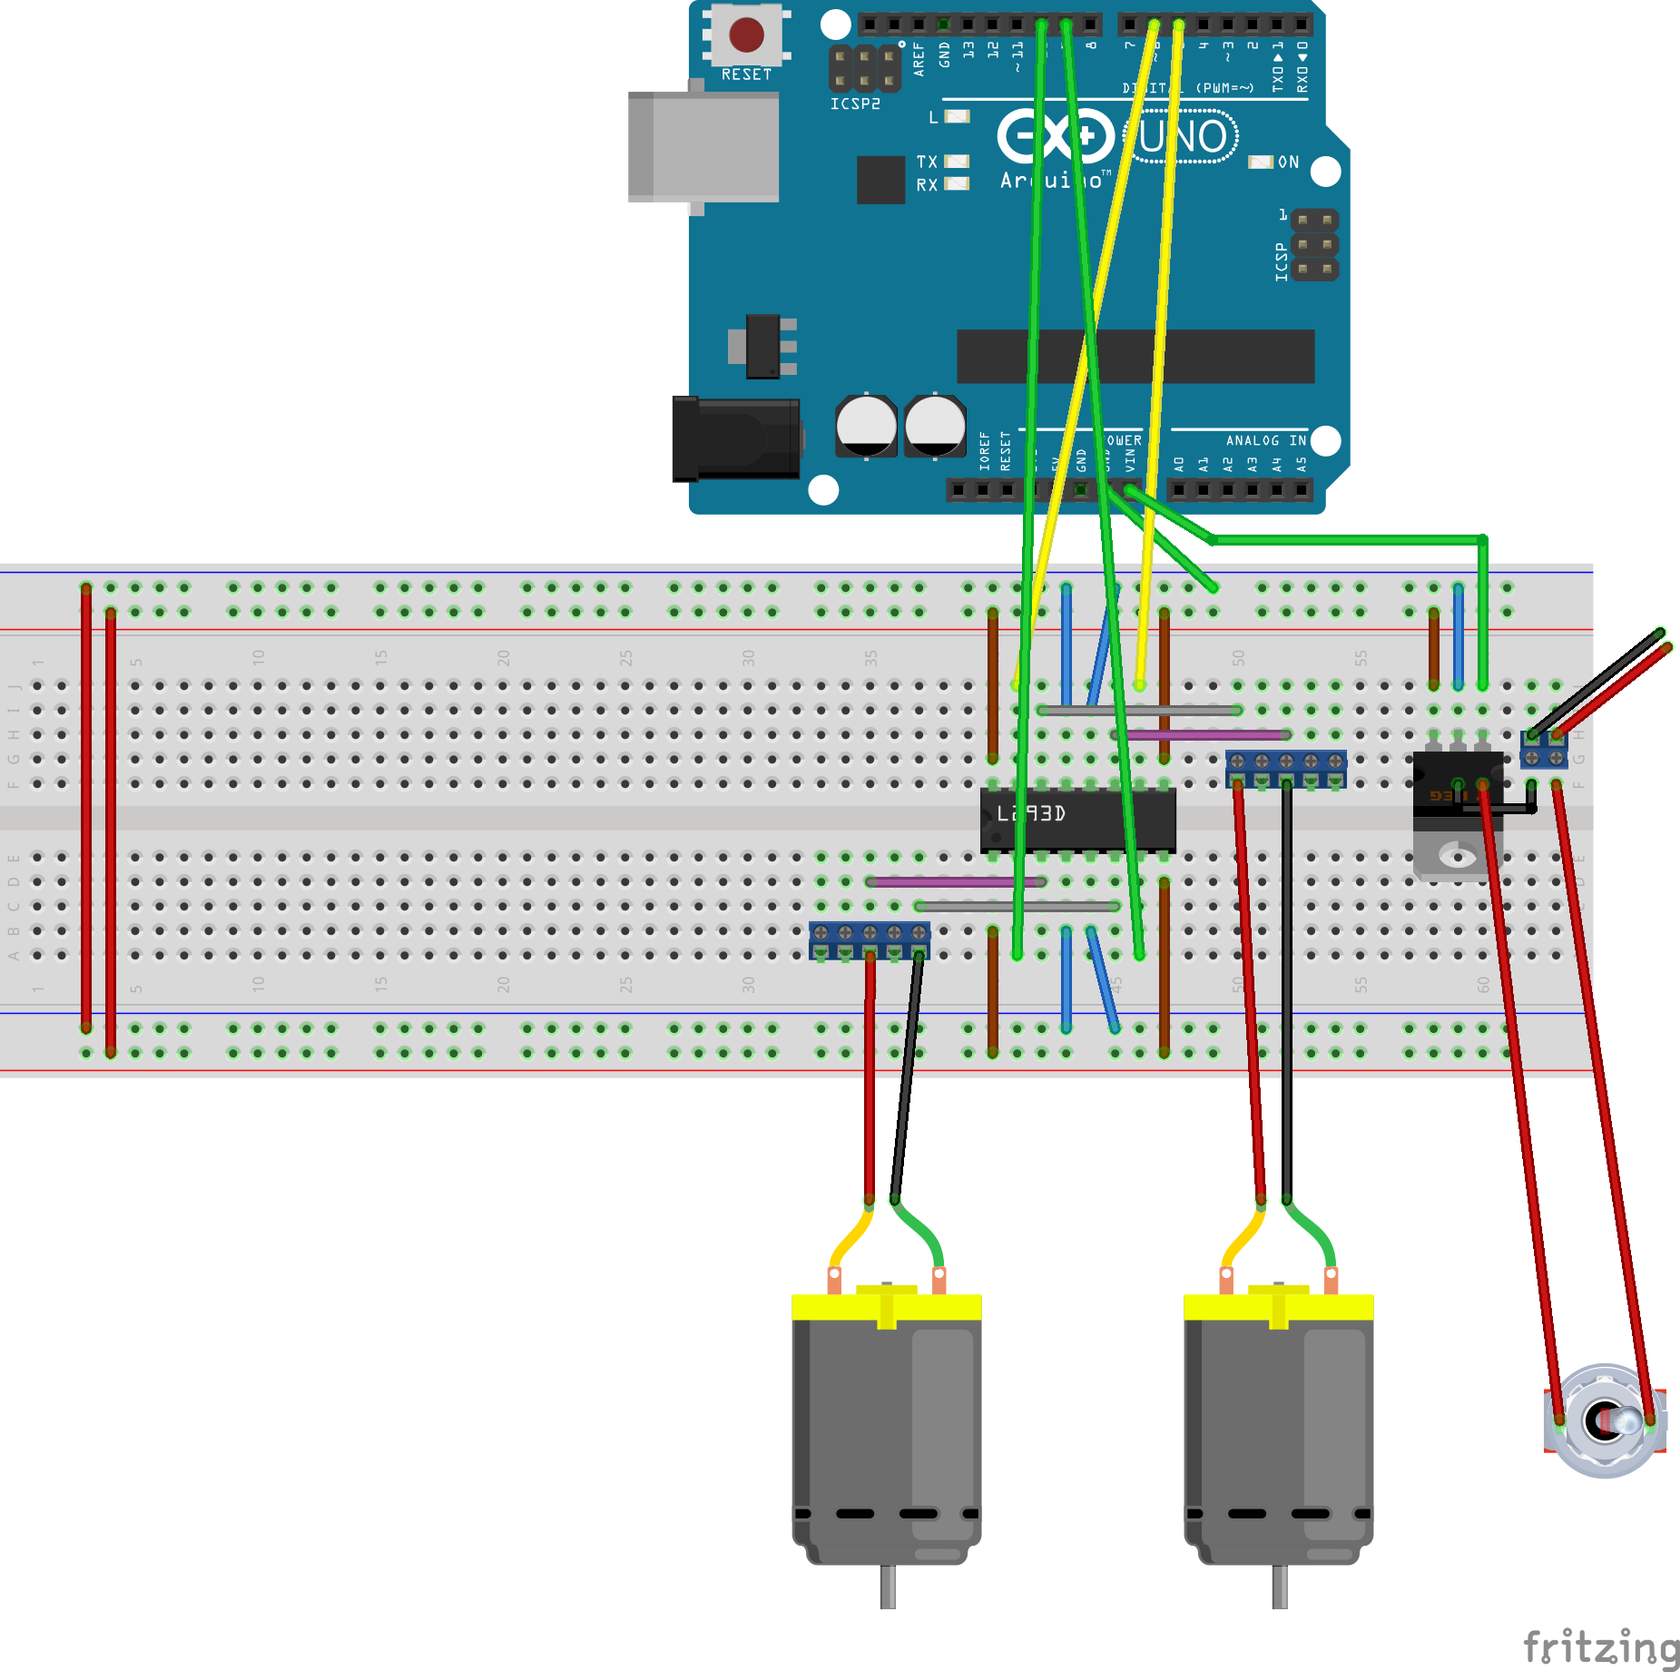 RESET
ICSP2
AREF
GND
13
12
~11
8
7
4
~3
2
TX0▶1
RX0◀0
DIGITAL (PWM=~)
L
TX
RX
UNO
Arduino™
ON
1
ICSP
IOREF
RESET
GND
VIN
POWER
ANALOG IN
A0
A1
A2
A3
A4
A5
1 5 10 15 20 25 30 35 50 55
J
I
H
G
F
J
H
G
F
L293D
E
D
C
B
A
E
D
C
B
A
1 5 10 15 20 25 30 45 50 55 60
fritzing